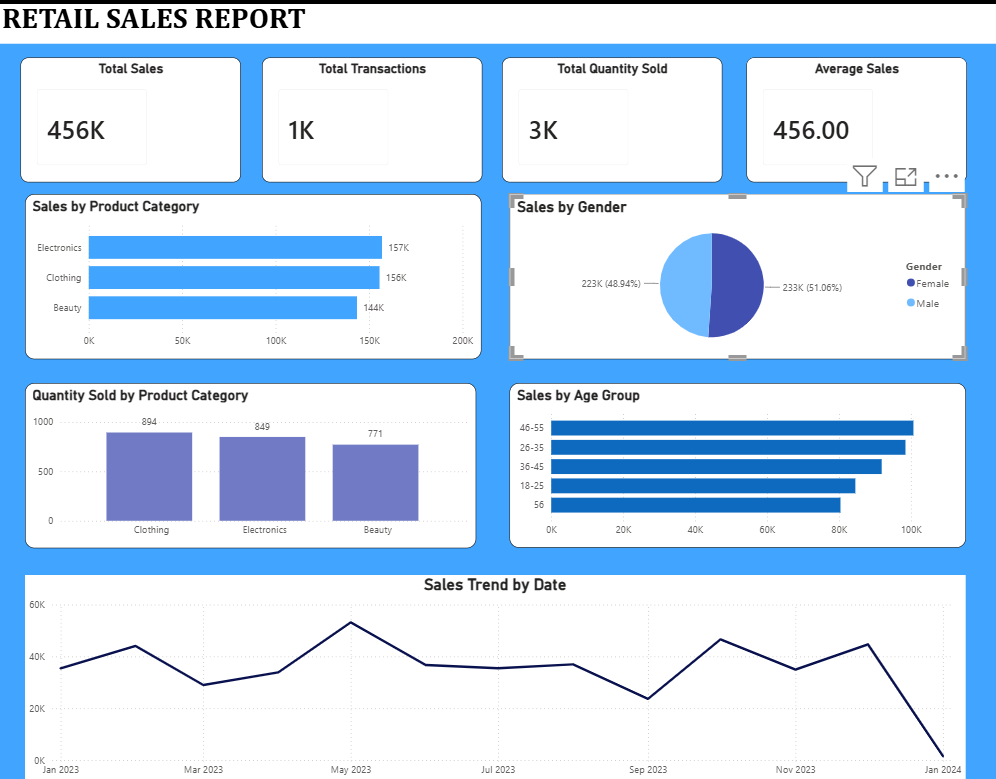 RETAIL SALES REPORT
Total Sales
456K
Total Transactions
1K
Total Quantity Sold
3K
Average Sales
456.00
Sales by Product Category
Electronics 157K
Clothing 156K
Beauty 144K
0K 50K 100K 150K 200K
Sales by Gender
223K (48.94%)
233K (51.06%)
Gender
Female
Male
Quantity Sold by Product Category
1000
500
0
894 849 771
Clothing Electronics Beauty
Sales by Age Group
46-55
26-35
36-45
18-25
56
0K 20K 40K 60K 80K 100K
Sales Trend by Date
60K
40K
20K
0K
Jan 2023 Mar 2023 May 2023 Jul 2023 Sep 2023 Nov 2023 Jan 2024